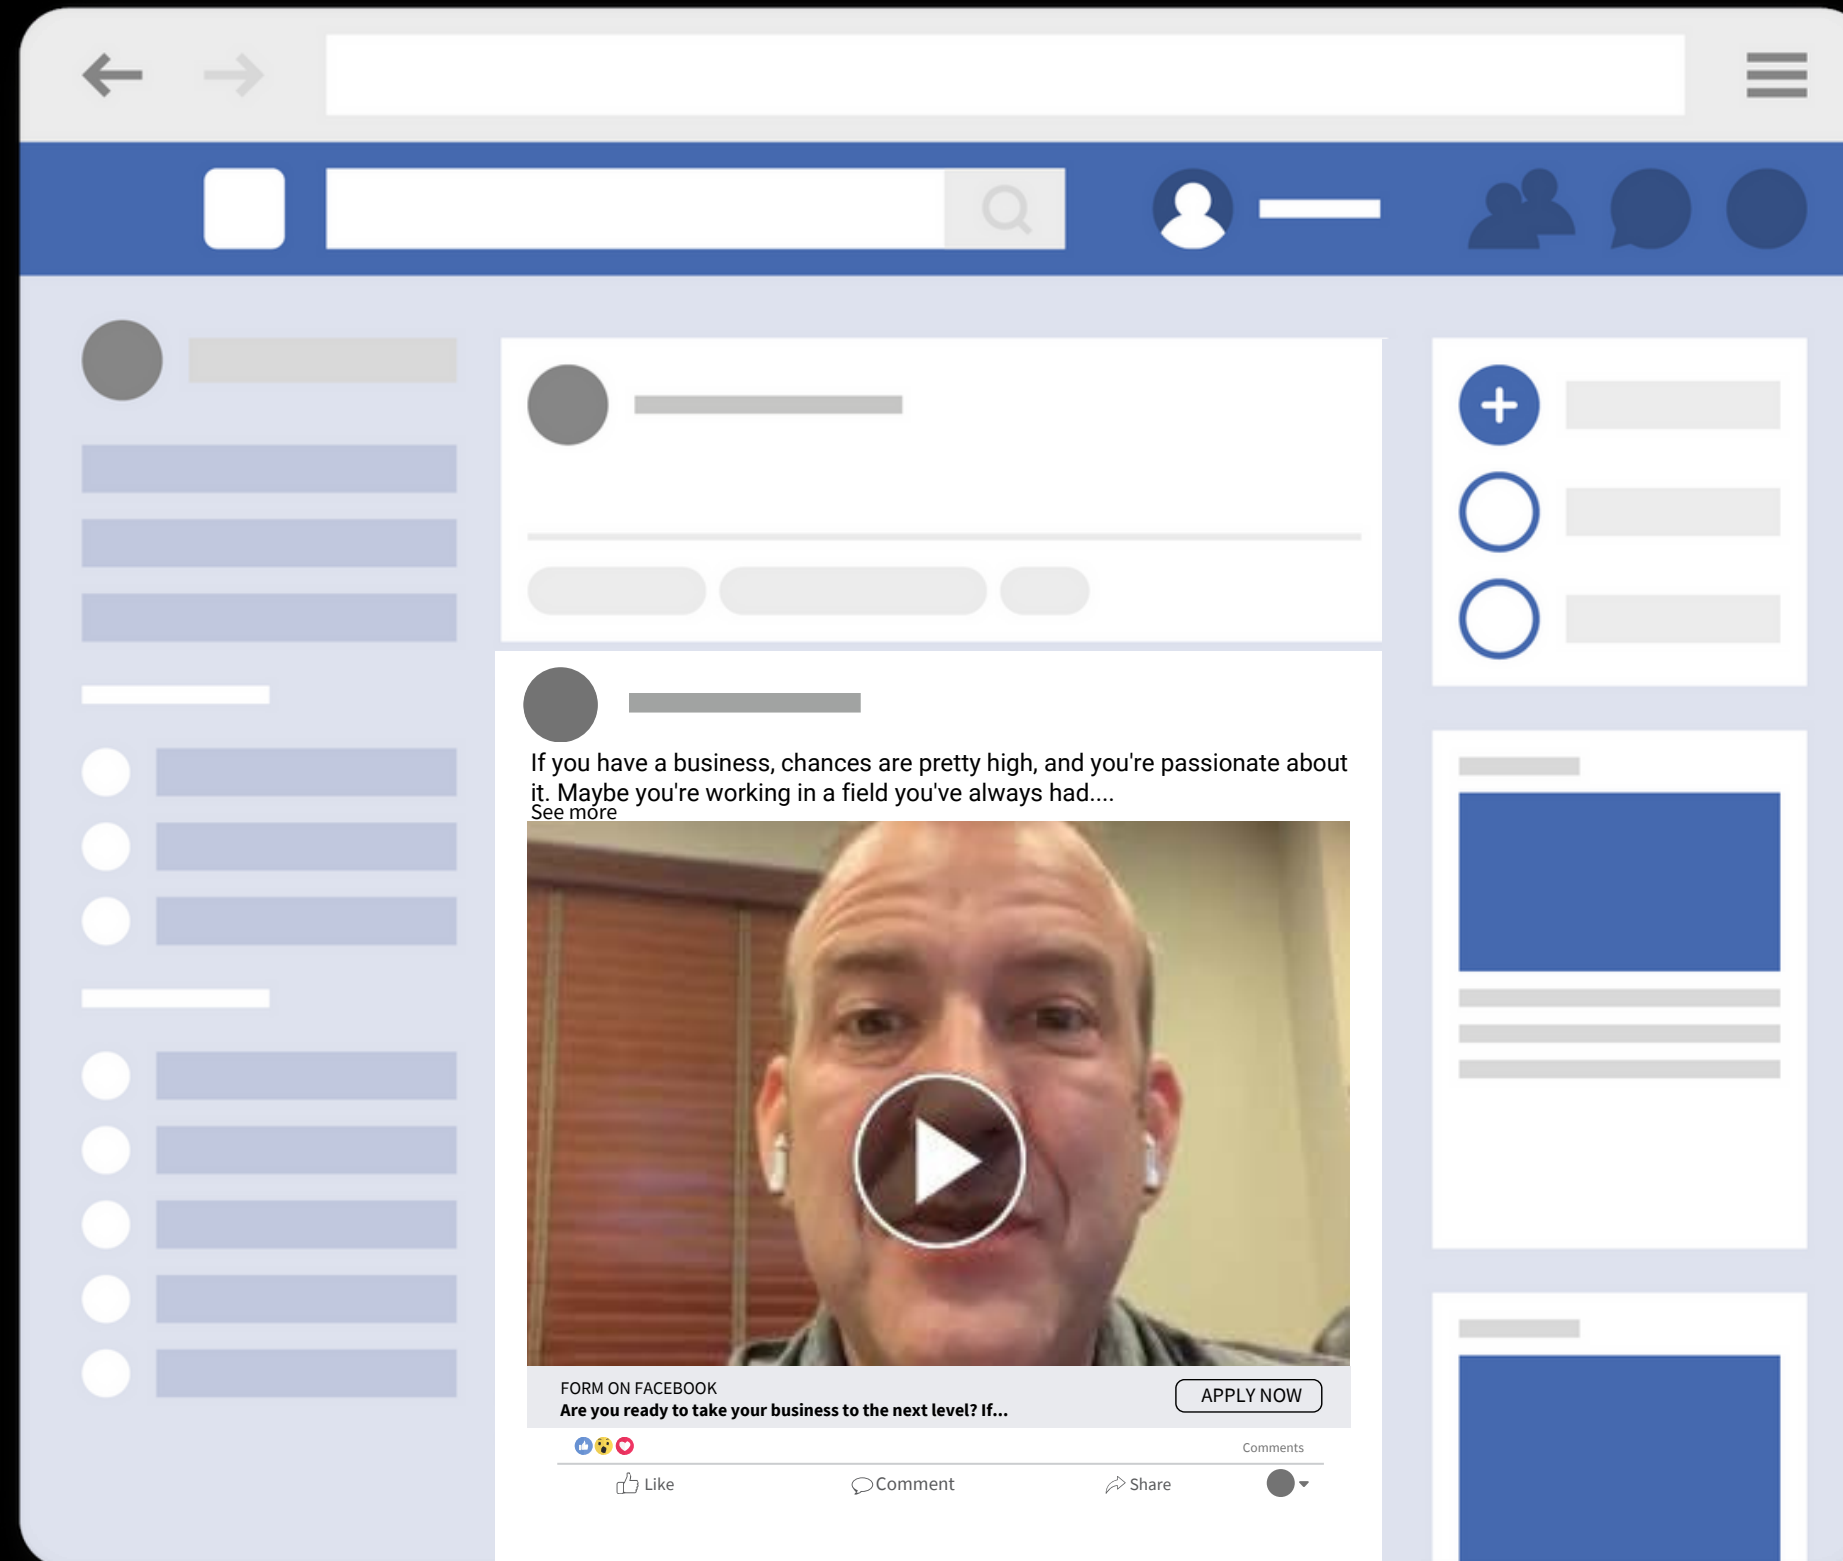 If you have a business, chances are pretty high, and you're passionate about
it. Maybe you're working in a field you've always had....
See more
FORM ON FACEBOOK
Are you ready to take your business to the next level? If...
APPLY NOW
Comments
Like
Comment
Share